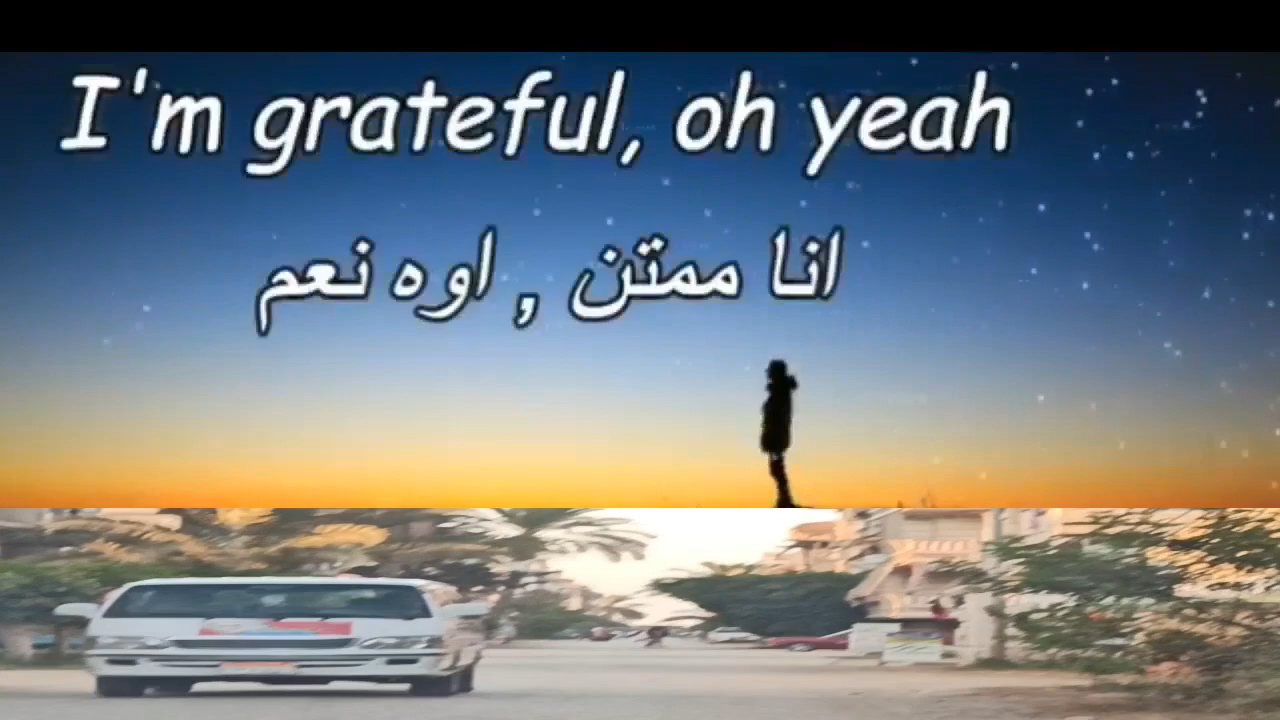 I'm grateful, oh yeah
انا ممتن , اوه نعم